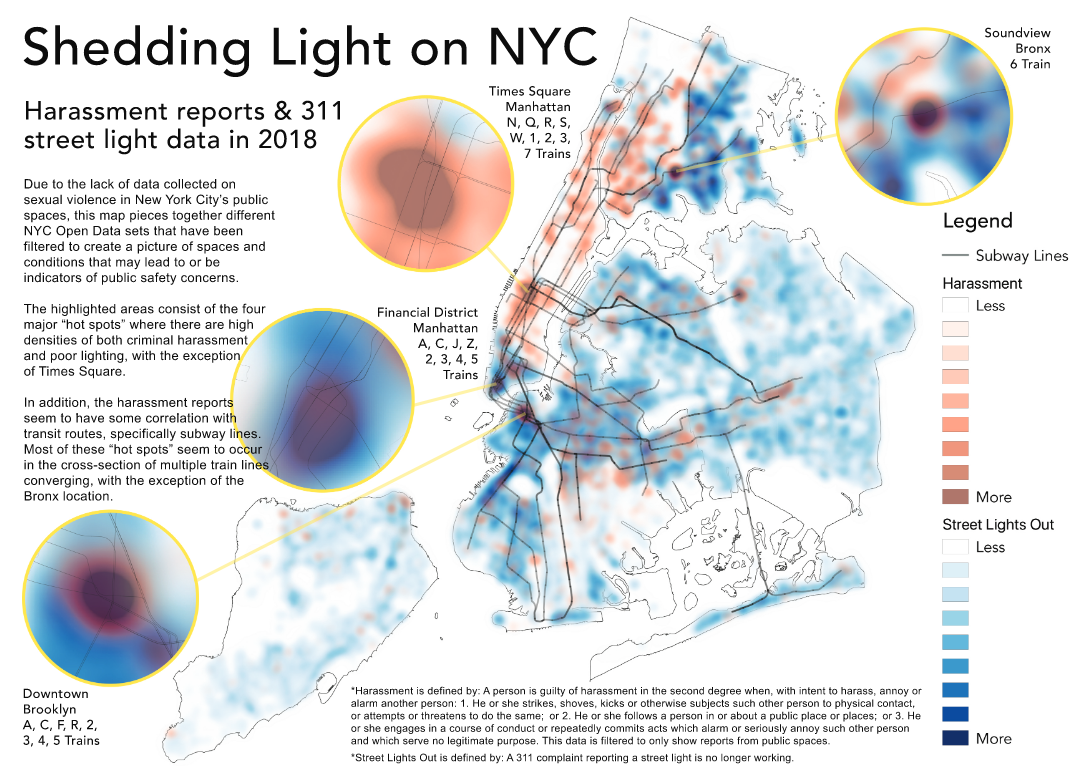 Shedding Light on NYC
Harassment reports & 311
street light data in 2018
Due to the lack of data collected on
sexual violence in New York City's public
spaces, this map pieces together different
NYC Open Data sets that have been
filtered to create a picture of spaces and
conditions that may lead to or be
indicators of public safety concerns.
The highlighted areas consist of the four
major “hot spots” where there are high
densities of both criminal harassment
and poor lighting, with the exception
of Times Square.
In addition, the harassment reports
seem to have some correlation with
transit routes, specifically subway lines.
Most of these “hot spots” seem to occur
in the cross-section of multiple train lines
converging, with the exception of the
Bronx location.
Times Square
Manhattan
N, Q, R, S,
W, 1, 2, 3,
7 Trains
Soundview
Bronx
6 Train
Financial District
Manhattan
A, C, J, Z,
2, 3, 4, 5
Trains
Downtown
Brooklyn
A, C, F, R, 2,
3, 4, 5 Trains
Legend
Subway Lines
Harassment
Less
More
Street Lights Out
Less
More
*Harassment is defined by: A person is guilty of harassment in the second degree when, with intent to harass, annoy or
alarm another person: 1. He or she strikes, shoves, kicks or otherwise subjects such other person to physical contact,
or attempts or threatens to do the same; or 2. He or she follows a person in or about a public place or places; or 3. He
or she engages in a course of conduct or repeatedly commits acts which alarm or seriously annoy such other person
and which serve no legitimate purpose. This data is filtered to only show reports from public spaces.
*Street Lights Out is defined by: A 311 complaint reporting a street light is no longer working.